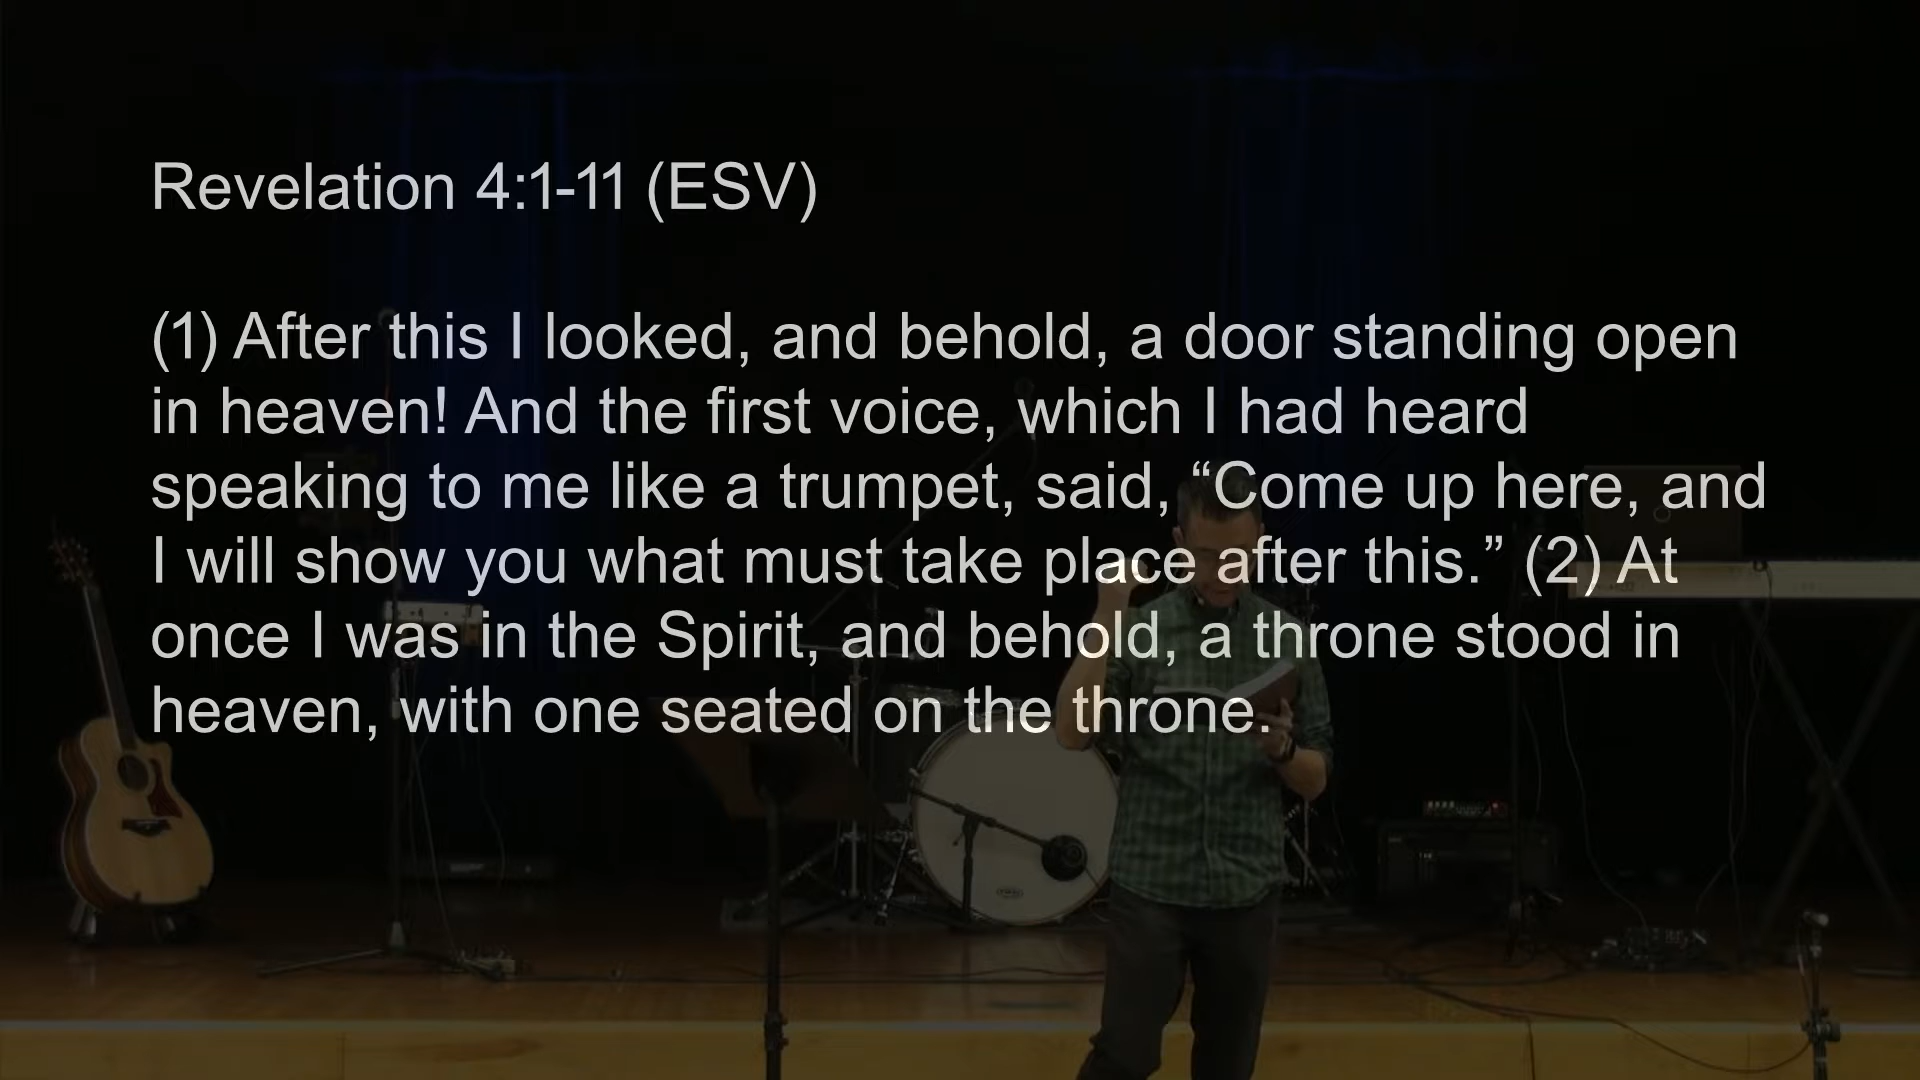 Revelation 4:1-11 (ESV)
(1) After this I looked, and behold, a door standing open
in heaven! And the first voice, which I had heard
speaking to me like a trumpet, said, “Come up here, and
I will show you what must take place after this.” (2) At
once I was in the Spirit, and behold, a throne stood in
heaven, with one seated on the throne.